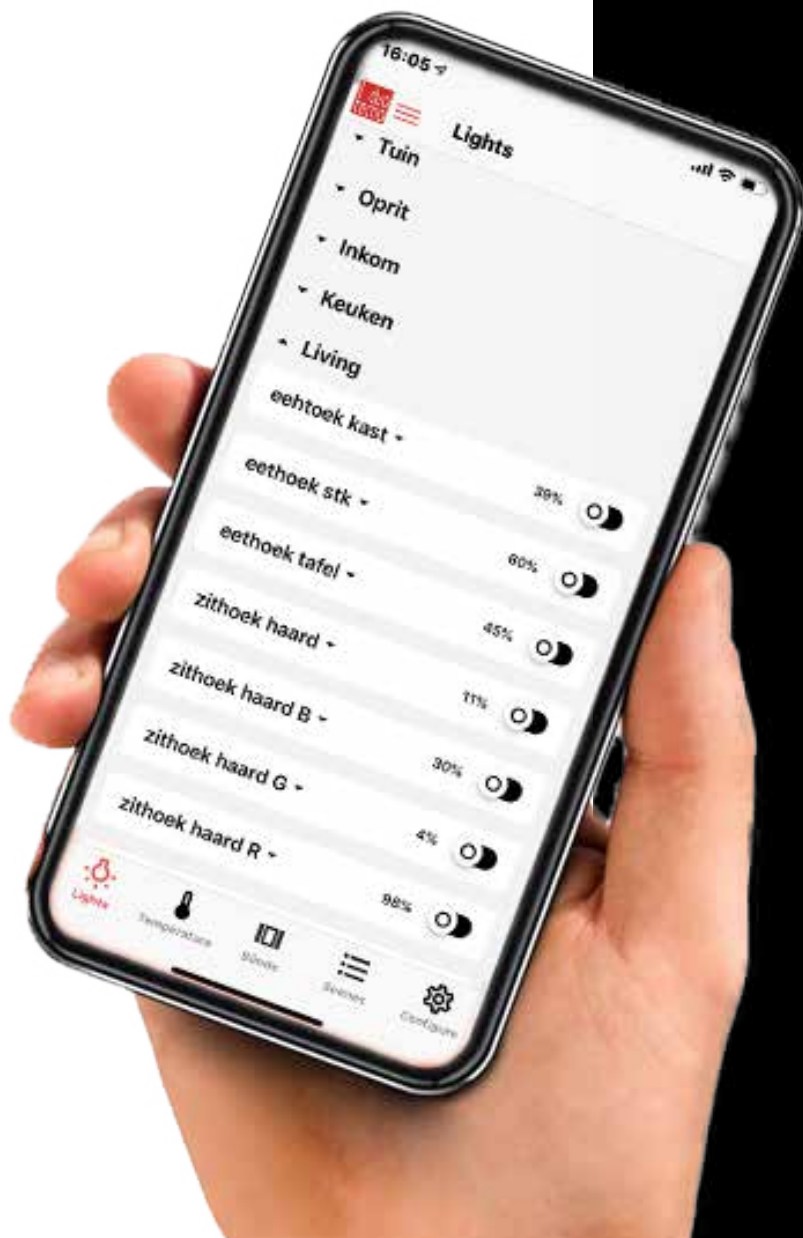 16:05
Lights
Tuin
Oprit
Inkom
Keuken
Living
eehtoek kast
39%
eethoek stk
60%
eethoek tafel
45%
zithoek haard
11%
zithoek haard B
30%
zithoek haard G
4%
zithoek haard R
98%
Lights
Temperature
Blinds
Scenes
Configure